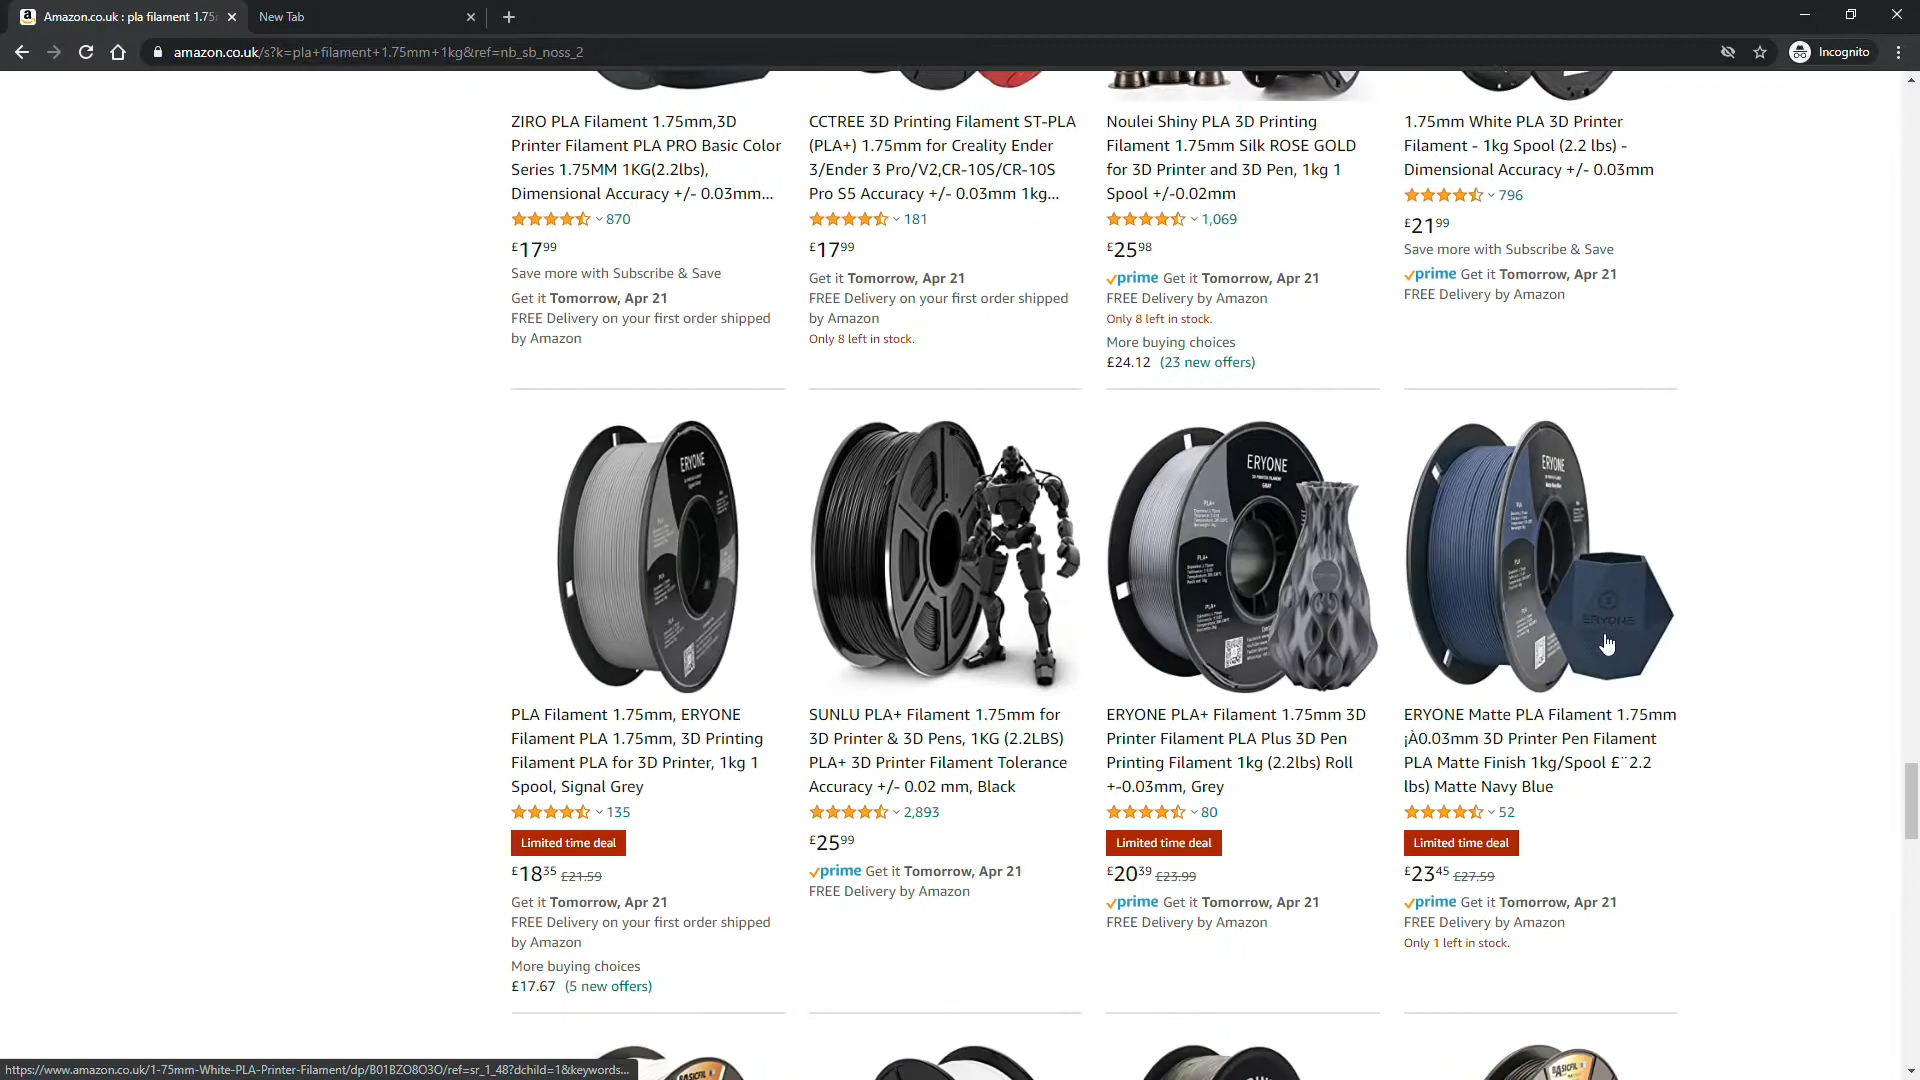 Amazon.co.uk : pla filament 1.75
New Tab
amazon.co.uk/s?k=pla+filament+1.75mm+1kg&ref=nb_sb_noss_2
Incognito
ZIRO PLA Filament 1.75mm,3D
Printer Filament PLA PRO Basic Color
Series 1.75MM 1KG(2.2lbs),
Dimensional Accuracy +/- 0.03mm...
870
£1799
Save more with Subscribe & Save
Get it Tomorrow, Apr 21
FREE Delivery on your first order shipped
by Amazon
CCTREE 3D Printing Filament ST-PLA
(PLA+) 1.75mm for Creality Ender
3/Ender 3 Pro/V2,CR-10S/CR-10S
Pro S5 Accuracy +/- 0.03mm 1kg...
181
£1799
Get it Tomorrow, Apr 21
FREE Delivery on your first order shipped
by Amazon
Only 8 left in stock.
Noulei Shiny PLA 3D Printing
Filament 1.75mm Silk ROSE GOLD
for 3D Printer and 3D Pen, 1kg 1
Spool +/-0.02mm
1,069
£2598
prime Get it Tomorrow, Apr 21
FREE Delivery by Amazon
Only 8 left in stock.
More buying choices
£24.12 (23 new offers)
1.75mm White PLA 3D Printer
Filament - 1kg Spool (2.2 lbs) -
Dimensional Accuracy +/- 0.03mm
796
£2199
Save more with Subscribe & Save
prime Get it Tomorrow, Apr 21
FREE Delivery by Amazon
ERYONE
PLA Filament 1.75mm, ERYONE
Filament PLA 1.75mm, 3D Printing
Filament PLA for 3D Printer, 1kg 1
Spool, Signal Grey
135
Limited time deal
£1835 £21.59
Get it Tomorrow, Apr 21
FREE Delivery on your first order shipped
by Amazon
More buying choices
£17.67 (5 new offers)
SUNLU PLA+ Filament 1.75mm for
3D Printer & 3D Pens, 1KG (2.2LBS)
PLA+ 3D Printer Filament Tolerance
Accuracy +/- 0.02 mm, Black
2,893
£2599
prime Get it Tomorrow, Apr 21
FREE Delivery by Amazon
ERYONE
PLA+
PLA+
PLA+
ERYONE PLA+ Filament 1.75mm 3D
Printer Filament PLA Plus 3D Pen
Printing Filament 1kg (2.2lbs) Roll
+-0.03mm, Grey
80
Limited time deal
£2039 £23.99
prime Get it Tomorrow, Apr 21
FREE Delivery by Amazon
ERYONE
ERYONE
ERYONE Matte PLA Filament 1.75mm
¡À0.03mm 3D Printer Pen Filament
PLA Matte Finish 1kg/Spool £¨2.2
lbs) Matte Navy Blue
52
Limited time deal
£2345 £27.59
prime Get it Tomorrow, Apr 21
FREE Delivery by Amazon
Only 1 left in stock.
BASICFIL
BASICFIL
https://www.amazon.co.uk/1-75mm-White-PLA-Printer-Filament/dp/B01BZO8O3O/ref=sr_1_48?dchild=1&keywords...